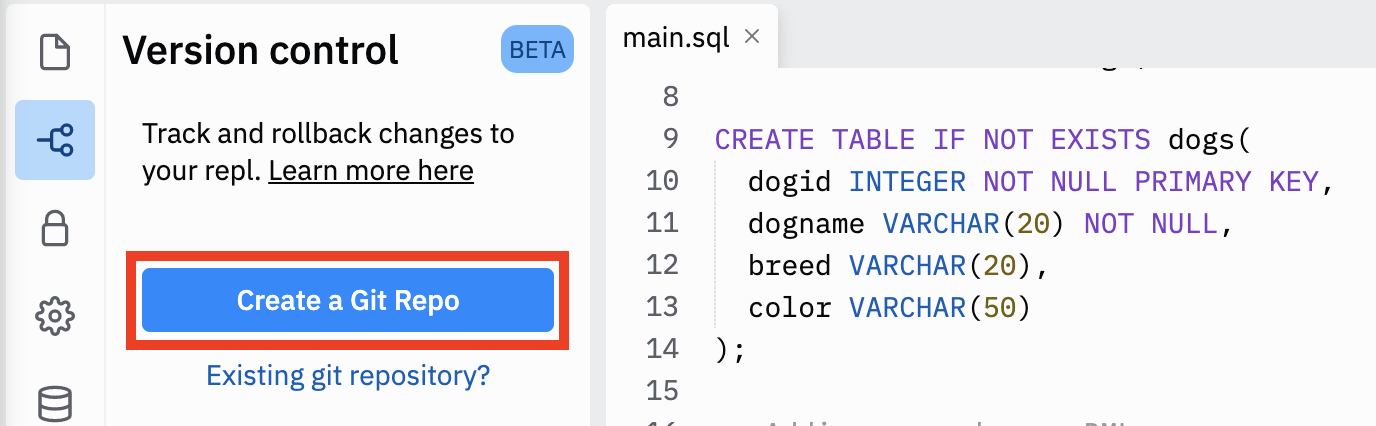 Version control
BETA
Track and rollback changes to
your repl. Learn more here
Create a Git Repo
Existing git repository?
main.sql ×
8
9 CREATE TABLE IF NOT EXISTS dogs(
10 dogid INTEGER NOT NULL PRIMARY KEY,
11 dogname VARCHAR(20) NOT NULL,
12 breed VARCHAR(20),
13 color VARCHAR(50)
14 );
15